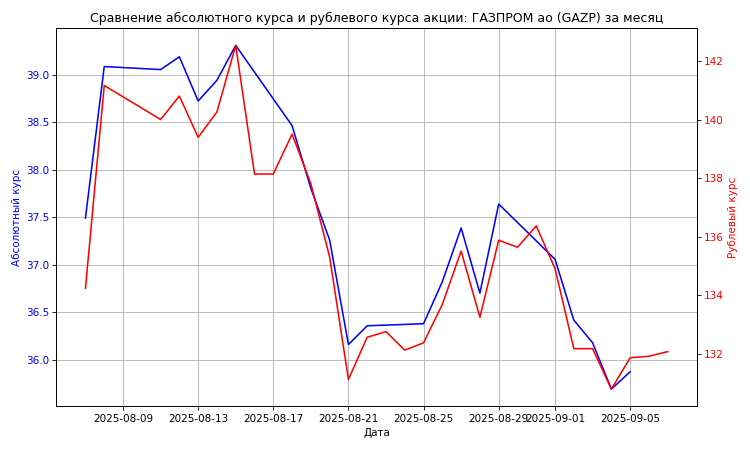 Сравнение абсолютного курса и рублевого курса акции: ГАЗПРОМ ао (GAZP) за месяц
Абсолютный курс
39.0
38.5
38.0
37.5
37.0
36.5
36.0
142
140
138
136
134
132
Рублевый курс
2025-08-09 2025-08-13 2025-08-17 2025-08-21 2025-08-25 2025-08-29 2025-09-01 2025-09-05
Дата